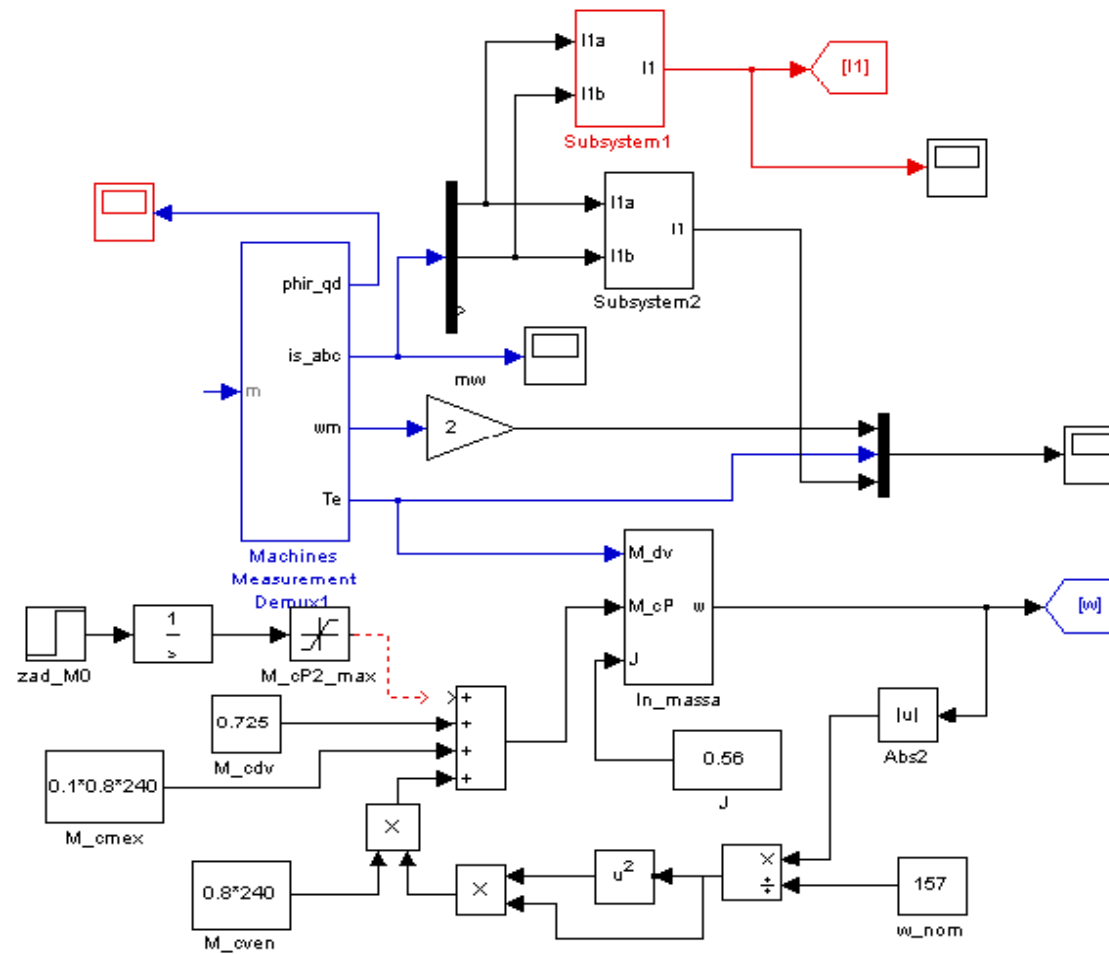 I1a
I1
[I1]
I1b
Subsystem1
I1a
I1
I1b
Subsystem2
phir_qd
is_abc
mw
m
wm
2
Te
Machines
Measurement
Demux1
M_dv
M_cP
w
[w]
J
In_massa
1
s
zad_M0
M_cP2_max
+
+
+
+
0.725
M_cdv
0.1*0.8*240
M_cmex
0.56
J
|u|
Abs2
×
0.8*240
M_cven
×
u²
×
÷
157
w_nom